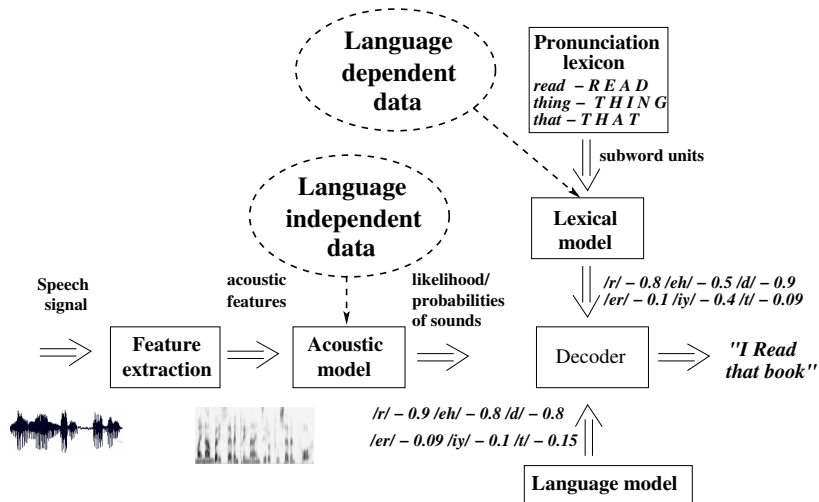 Language
dependent
data
Pronunciation
lexicon
read – R E A D
thing – T H I N G
that – T H A T
subword units
Language
independent
data
Lexical
model
Speech
signal
acoustic
features
likelihood/
probabilities
of sounds
/r/ – 0.8 /eh/ – 0.5 /d/ – 0.9
/er/ – 0.1 /iy/ – 0.4 /t/ – 0.09
Feature
extraction
Acoustic
model
Decoder
"I Read
that book"
/r/ – 0.9 /eh/ – 0.8 /d/ – 0.8
/er/ – 0.09 /iy/ – 0.1 /t/ – 0.15
Language model